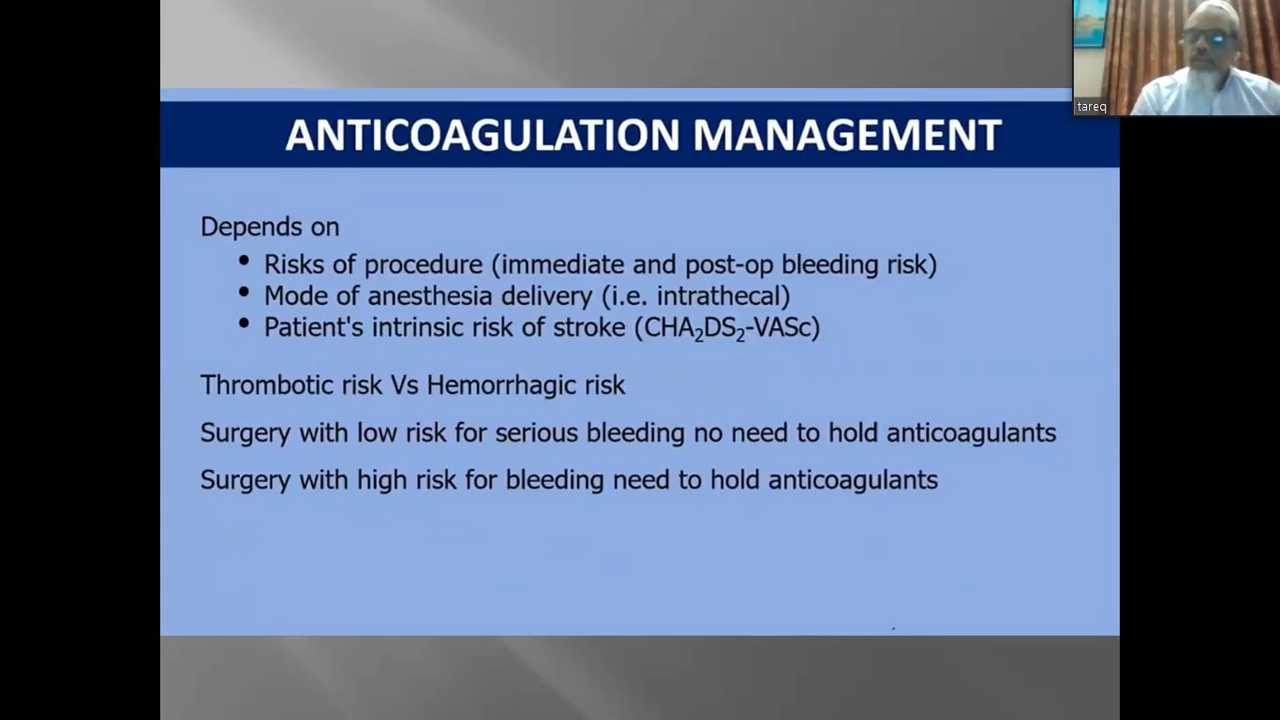 tareq
ANTICOAGULATION MANAGEMENT
Depends on
• Risks of procedure (immediate and post-op bleeding risk)
• Mode of anesthesia delivery (i.e. intrathecal)
• Patient's intrinsic risk of stroke (CHA₂DS₂-VASc)
Thrombotic risk Vs Hemorrhagic risk
Surgery with low risk for serious bleeding no need to hold anticoagulants
Surgery with high risk for bleeding need to hold anticoagulants